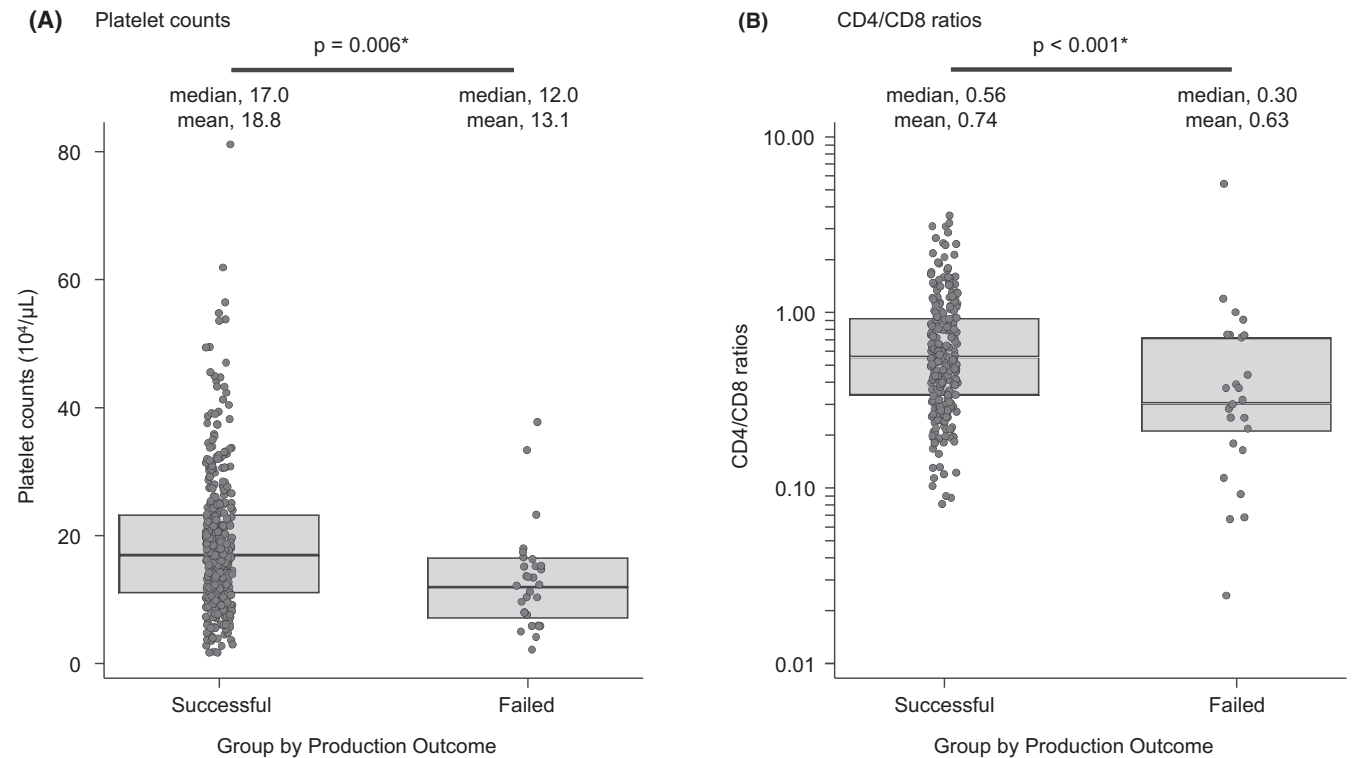 (A) Platelet counts
p = 0.006*
median, 17.0
mean, 18.8
median, 12.0
mean, 13.1
Platelet counts (10⁴/μL)
80
60
40
20
0
Successful
Failed
Group by Production Outcome
(B) CD4/CD8 ratios
p < 0.001*
median, 0.56
mean, 0.74
median, 0.30
mean, 0.63
CD4/CD8 ratios
10.00
1.00
0.10
0.01
Successful
Failed
Group by Production Outcome